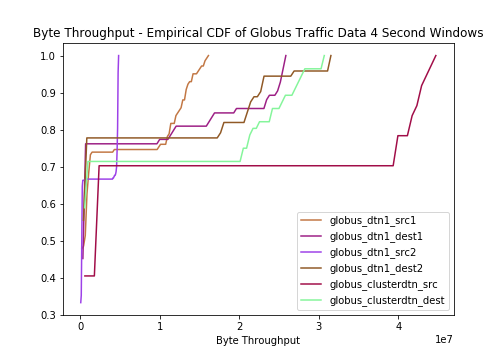 Byte Throughput - Empirical CDF of Globus Traffic Data 4 Second Windows
1.0
0.9
0.8
0.7
0.6
0.5
0.4
0.3
globus_dtn1_src1
globus_dtn1_dest1
globus_dtn1_src2
globus_dtn1_dest2
globus_clusterdtn_src
globus_clusterdtn_dest
0 1 2 3 4
1e7
Byte Throughput